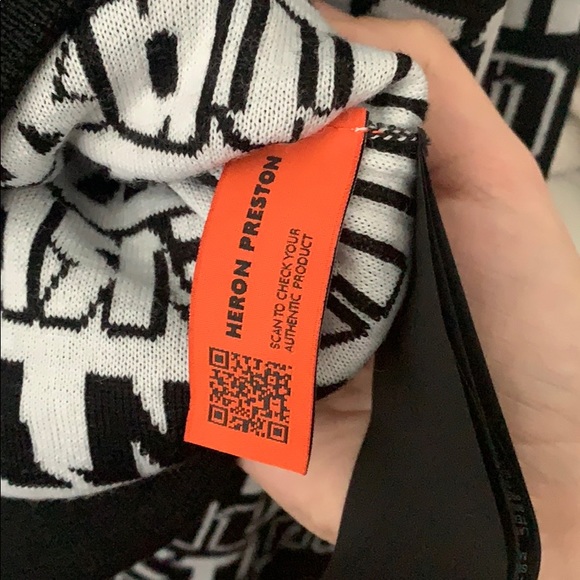 HERON PRESTON
SCAN TO CHECK YOUR
AUTHENTIC PRODUCT